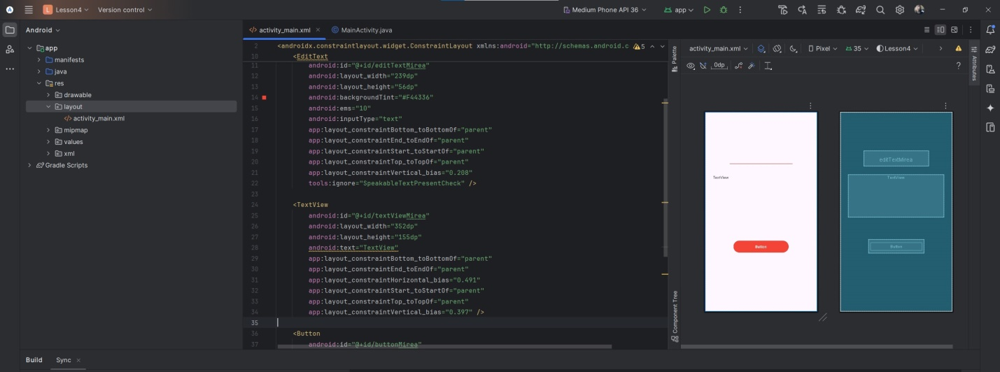 L Lesson4 Version control Medium Phone API 36 app
Android
app
manifests
java
res
drawable
layout
activity_main.xml
mipmap
values
xml
Gradle Scripts
activity_main.xml MainActivity.java
2 <androidx.constraintlayout.widget.ConstraintLayout xmlns:android="http://schemas.android.c 5
10 <EditText
11 android:id="@+id/editTextMirea"
12 android:layout_width="239dp"
13 android:layout_height="56dp"
14 android:backgroundTint="#F44336"
15 android:ems="10"
16 android:inputType="text"
17 app:layout_constraintBottom_toBottomOf="parent"
18 app:layout_constraintEnd_toEndOf="parent"
19 app:layout_constraintStart_toStartOf="parent"
20 app:layout_constraintTop_toTopOf="parent"
21 app:layout_constraintVertical_bias="0.208"
22 tools:ignore="SpeakableTextPresentCheck" />
23
24 <TextView
25 android:id="@+id/textViewMirea"
26 android:layout_width="352dp"
27 android:layout_height="155dp"
28 android:text="TextView"
29 app:layout_constraintBottom_toBottomOf="parent"
30 app:layout_constraintEnd_toEndOf="parent"
31 app:layout_constraintHorizontal_bias="0.491"
32 app:layout_constraintStart_toStartOf="parent"
33 app:layout_constraintTop_toTopOf="parent"
34 app:layout_constraintVertical_bias="0.397" />
35
36 <Button
37 android:id="@+id/buttonMirea"
Palette
Component Tree
activity_main.xml Pixel 35 Lesson4
0dp ?
Attributes
TextView
Button
editTextMirea
TextView
Button
Build Sync